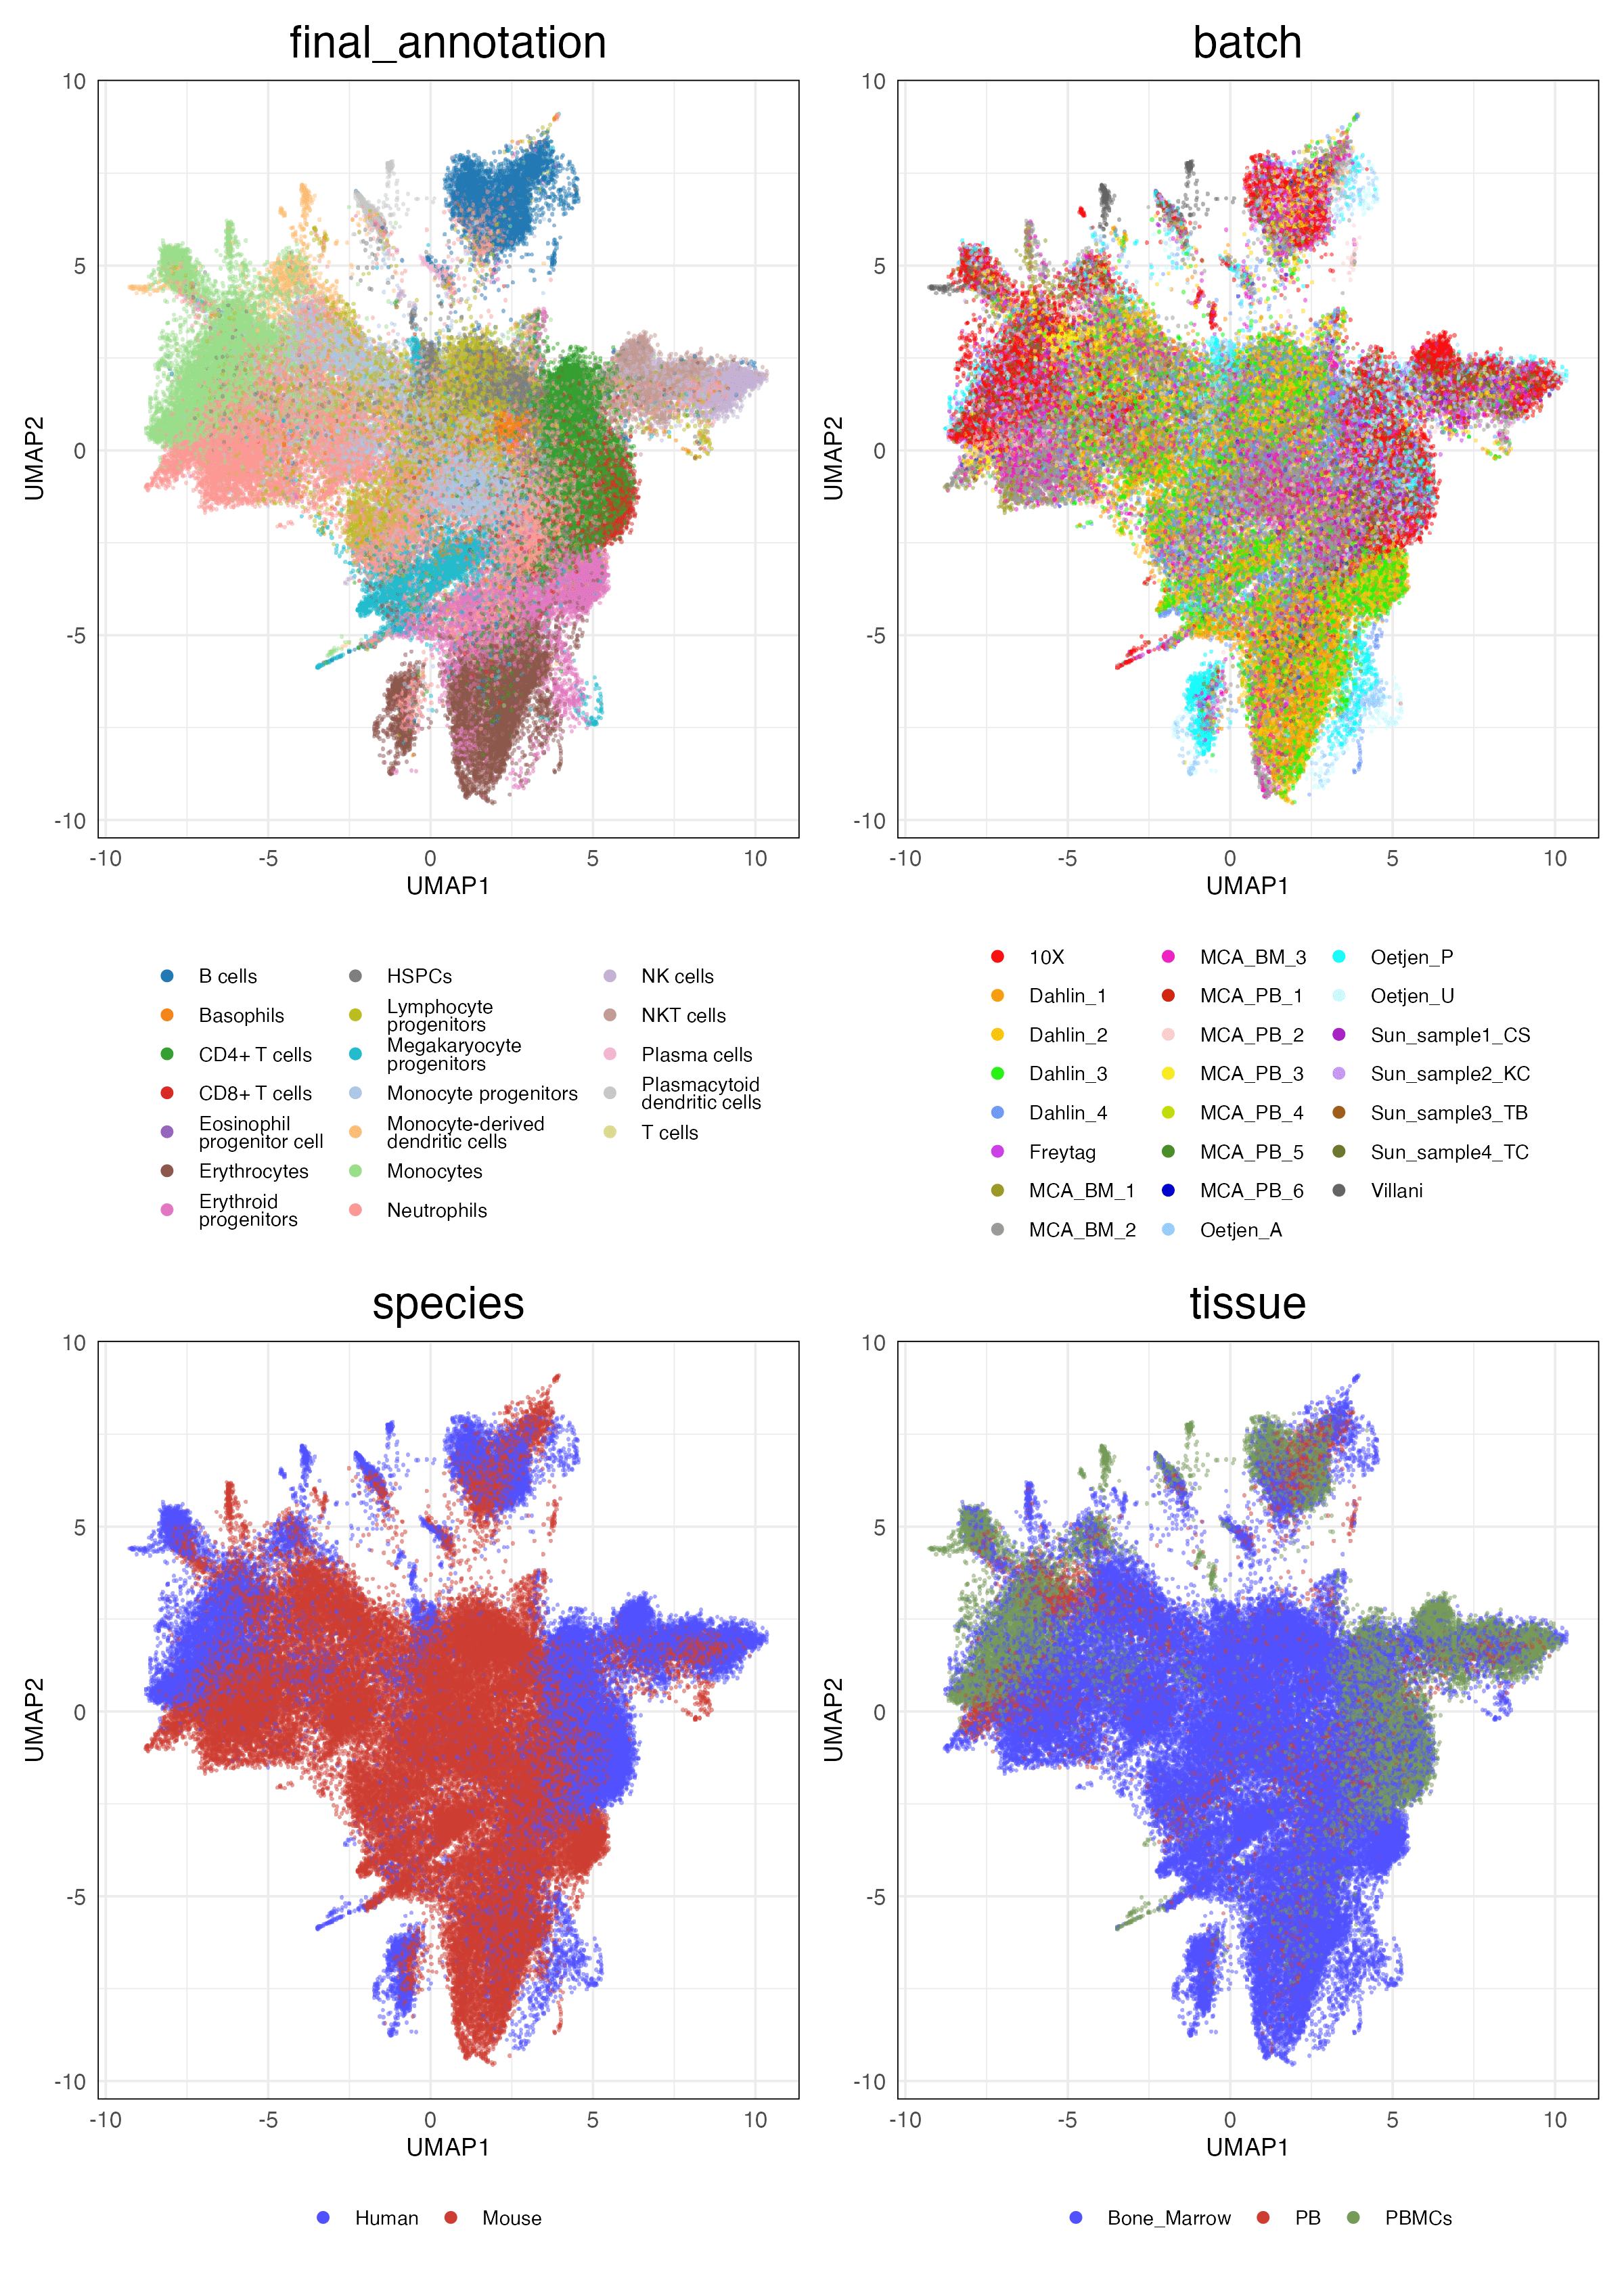 final_annotation
batch
10
5
0
-5
-10
UMAP2
-10
-5
0
5
10
UMAP1
10
5
0
-5
-10
UMAP2
-10
-5
0
5
10
UMAP1
B cells
Basophils
CD4+ T cells
CD8+ T cells
Eosinophil
progenitor cell
Erythrocytes
Erythroid
progenitors
HSPCs
Lymphocyte
progenitors
Megakaryocyte
progenitors
Monocyte progenitors
Monocyte-derived
dendritic cells
Monocytes
Neutrophils
NK cells
NKT cells
Plasma cells
Plasmacytoid
dendritic cells
T cells
10X
Dahlin_1
Dahlin_2
Dahlin_3
Dahlin_4
Freytag
MCA_BM_1
MCA_BM_2
MCA_BM_3
MCA_PB_1
MCA_PB_2
MCA_PB_3
MCA_PB_4
MCA_PB_5
MCA_PB_6
Oetjen_A
Oetjen_P
Oetjen_U
Sun_sample1_CS
Sun_sample2_KC
Sun_sample3_TB
Sun_sample4_TC
Villani
species
tissue
10
5
0
-5
-10
UMAP2
-10
-5
0
5
10
UMAP1
10
5
0
-5
-10
UMAP2
-10
-5
0
5
10
UMAP1
Human
Mouse
Bone_Marrow
PB
PBMCs